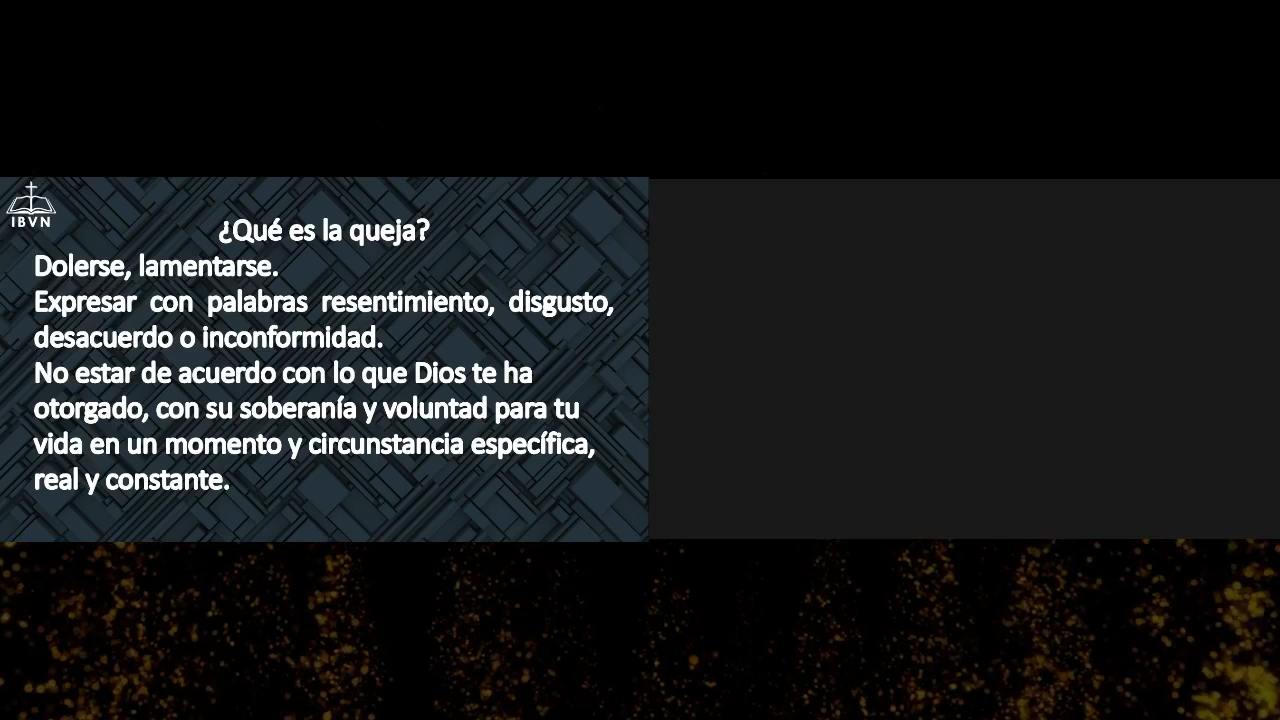 IBVN
¿Qué es la queja?
Dolerse, lamentarse.
Expresar con palabras resentimiento, disgusto,
desacuerdo o inconformidad.
No estar de acuerdo con lo que Dios te ha
otorgado, con su soberanía y voluntad para tu
vida en un momento y circunstancia específica,
real y constante.